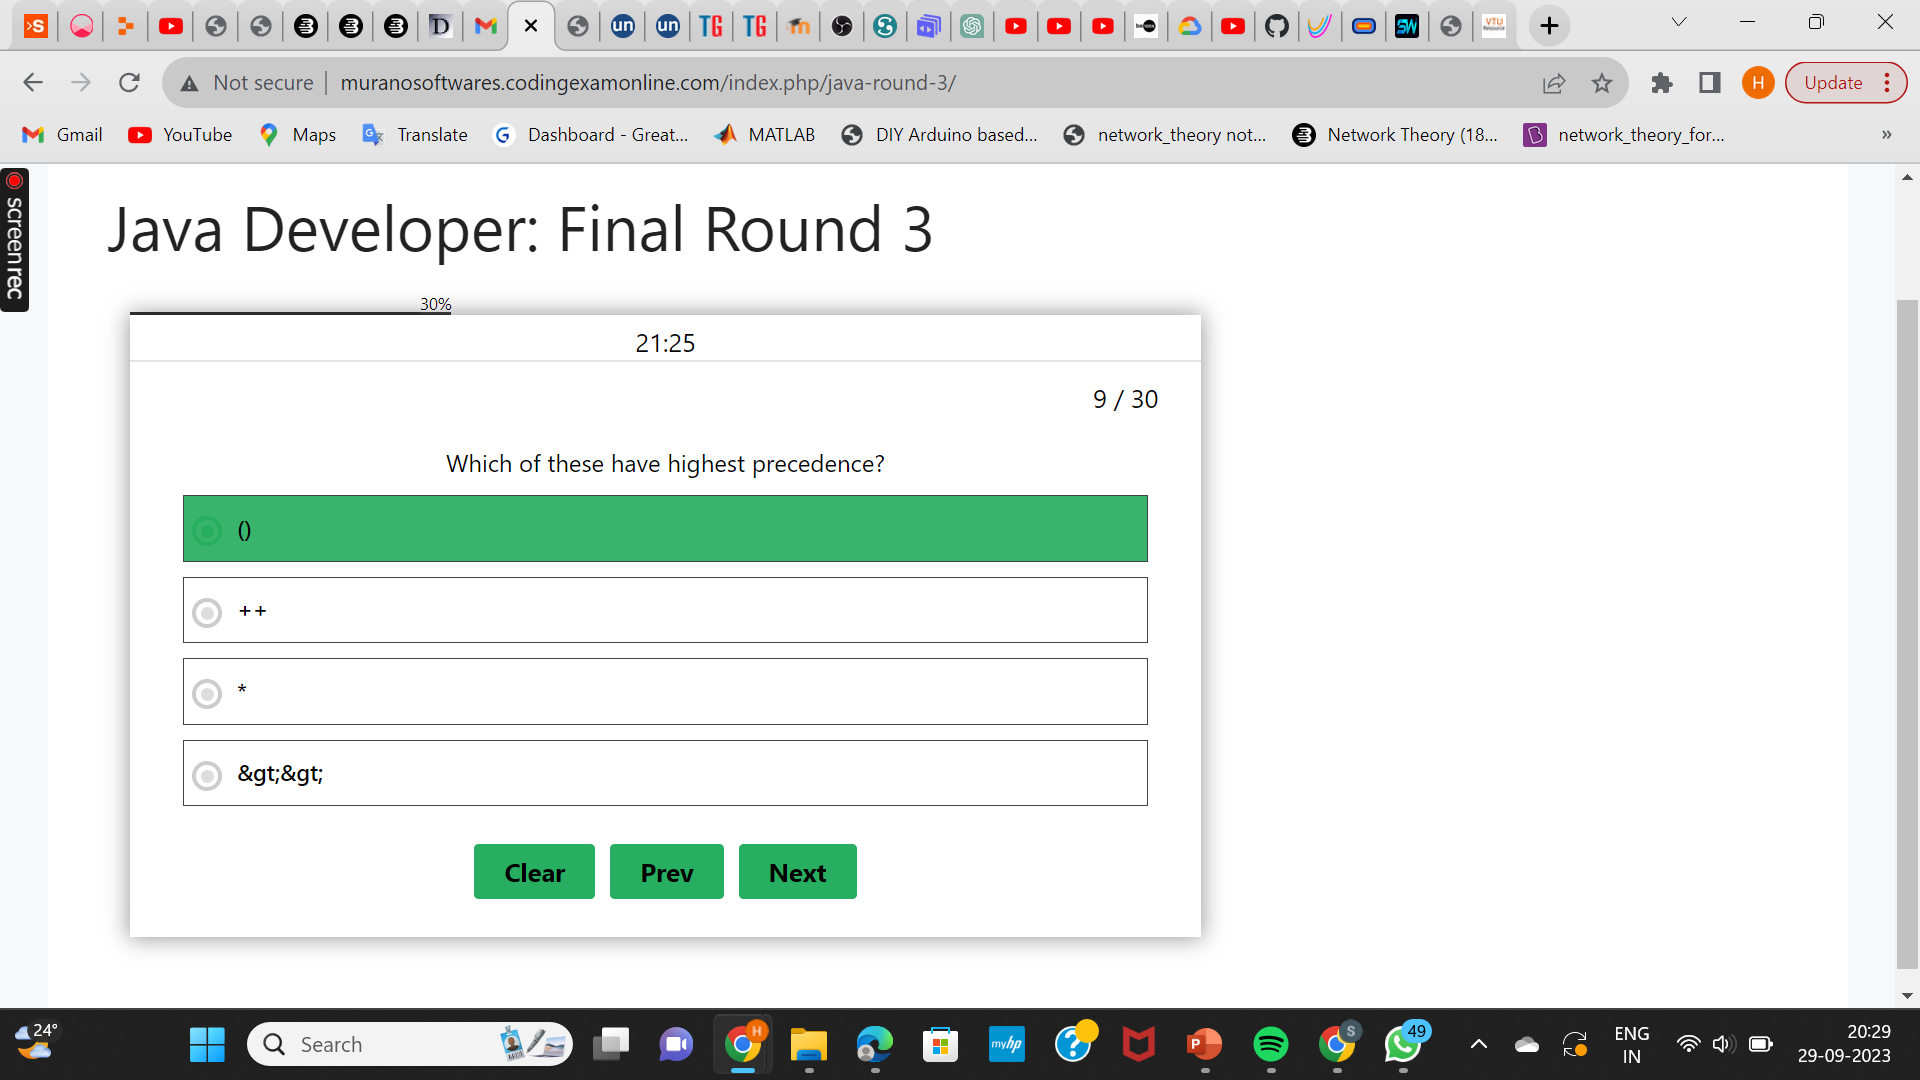 Not secure
muranosoftwares.codingexamonline.com/index.php/java-round-3/
H
Update
Gmail
YouTube
Maps
Translate
Dashboard - Great...
MATLAB
DIY Arduino based...
network_theory not...
Network Theory (18...
network_theory_for...
»
screenrec
Java Developer: Final Round 3
30%
21:25
9 / 30
Which of these have highest precedence?
()
++
*
&gt;&gt;
Clear
Prev
Next
24°
Search
H
myhp
S
49
ENG
IN
20:29
29-09-2023